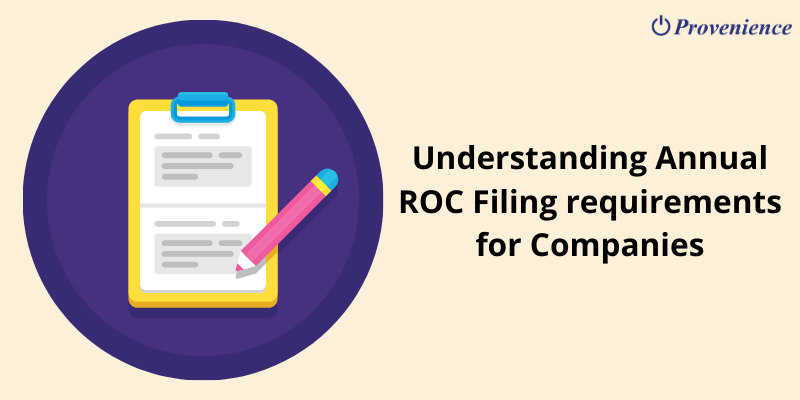 Provenience
Understanding Annual
ROC Filing requirements
for Companies